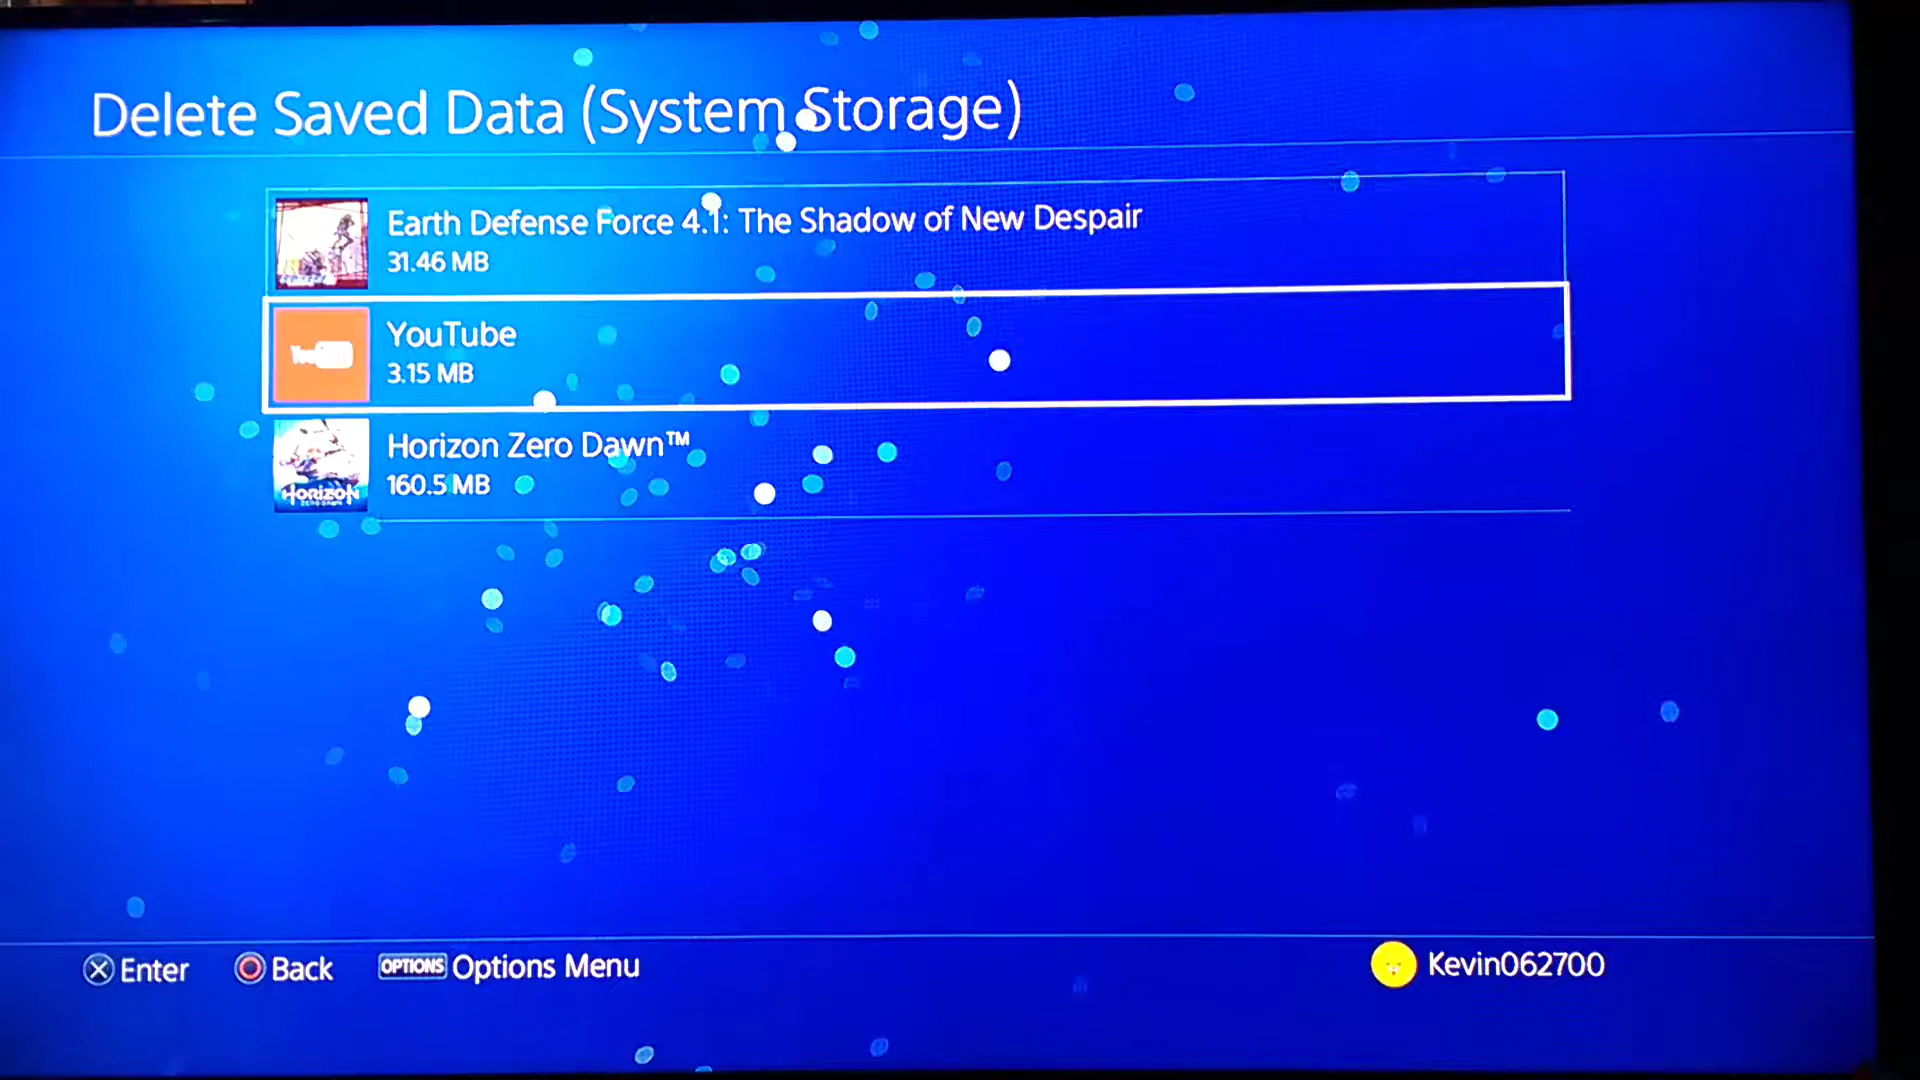 Delete Saved Data (System Storage)
Earth Defense Force 4.1: The Shadow of New Despair
31.46 MB
YouTube
3.15 MB
Horizon Zero Dawn™
160.5 MB
HORIZON
Enter
Back
OPTIONS Options Menu
Kevin062700